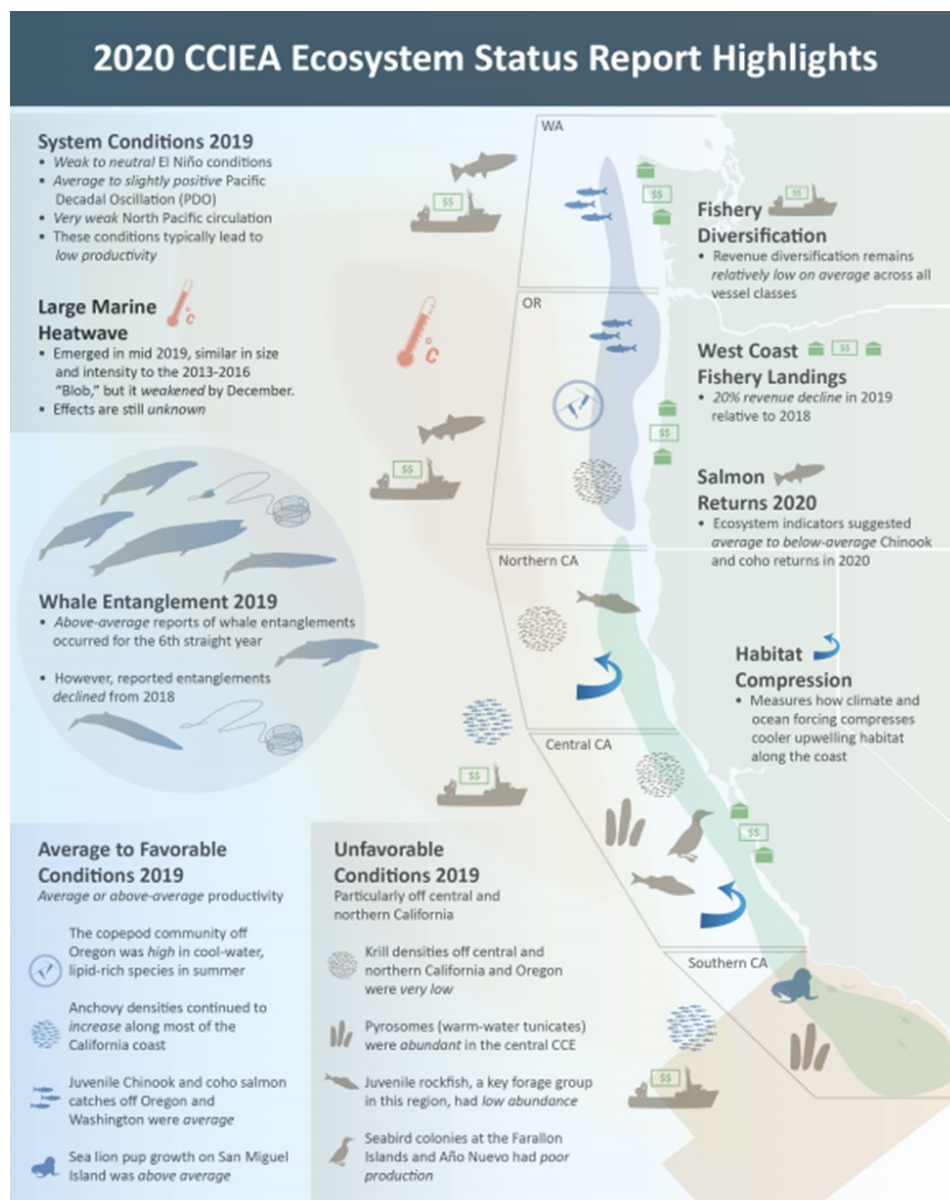 2020 CCIEA Ecosystem Status Report Highlights
System Conditions 2019
• Weak to neutral El Niño conditions
• Average to slightly positive Pacific
Decadal Oscillation (PDO)
• Very weak North Pacific circulation
• These conditions typically lead to
low productivity
Large Marine
°C
Heatwave
• Emerged in mid 2019, similar in size
and intensity to the 2013-2016
"Blob," but it weakened by December.
• Effects are still unknown
Whale Entanglement 2019
• Above-average reports of whale entanglements
occurred for the 6th straight year
• However, reported entanglements
declined from 2018
$$
°C
$$
$$
WA
$$
OR
$$
Northern CA
Central CA
$$
Southern CA
$$
Fishery
$$
Diversification
• Revenue diversification remains
relatively low on average across all
vessel classes
West Coast
$$
Fishery Landings
• 20% revenue decline in 2019
relative to 2018
Salmon
Returns 2020
• Ecosystem indicators suggested
average to below-average Chinook
and coho returns in 2020
Habitat
Compression
• Measures how climate and
ocean forcing compresses
cooler upwelling habitat
along the coast
Average to Favorable
Conditions 2019
Average or above-average productivity
The copepod community off
Oregon was high in cool-water,
lipid-rich species in summer
Anchovy densities continued to
increase along most of the
California coast
Juvenile Chinook and coho salmon
catches off Oregon and
Washington were average
Sea lion pup growth on San Miguel
Island was above average
Unfavorable
Conditions 2019
Particularly off central and
northern California
Krill densities off central and
northern California and Oregon
were very low
Pyrosomes (warm-water tunicates)
were abundant in the central CCE
Juvenile rockfish, a key forage group
in this region, had low abundance
Seabird colonies at the Farallon
Islands and Año Nuevo had poor
production